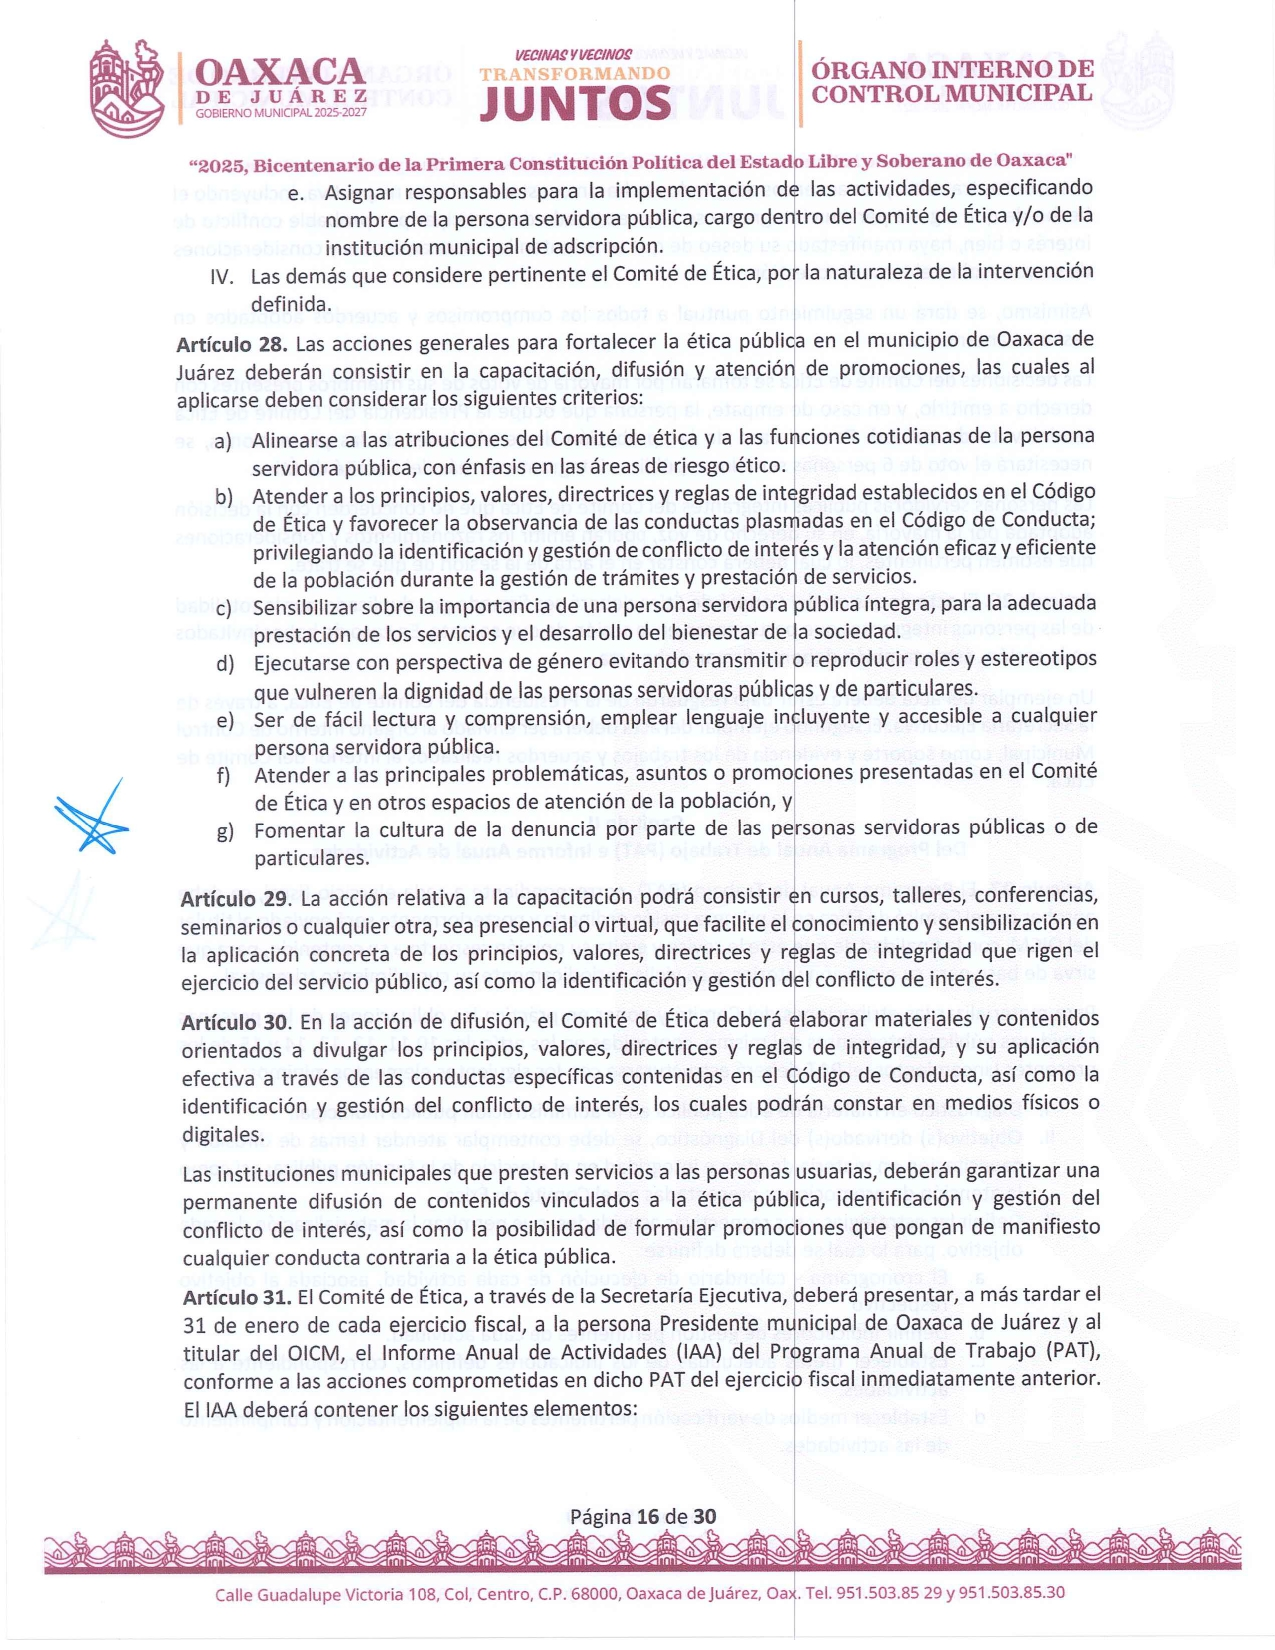 OAXACA
DE JUÁREZ
GOBIERNO MUNICIPAL 2025-2027
VECINAS Y VECINOS
TRANSFORMANDO
JUNTOS
ÓRGANO INTERNO DE
CONTROL MUNICIPAL
"2025, Bicentenario de la Primera Constitución Política del Estado Libre y Soberano de Oaxaca"
e. Asignar responsables para la implementación de las actividades, especificando
nombre de la persona servidora pública, cargo dentro del Comité de Ética y/o de la
institución municipal de adscripción.
IV. Las demás que considere pertinente el Comité de Ética, por la naturaleza de la intervención
definida.
Artículo 28. Las acciones generales para fortalecer la ética pública en el municipio de Oaxaca de
Juárez deberán consistir en la capacitación, difusión y atención de promociones, las cuales al
aplicarse deben considerar los siguientes criterios:
a) Alinearse a las atribuciones del Comité de ética y a las funciones cotidianas de la persona
servidora pública, con énfasis en las áreas de riesgo ético.
b) Atender a los principios, valores, directrices y reglas de integridad establecidos en el Código
de Ética y favorecer la observancia de las conductas plasmadas en el Código de Conducta;
privilegiando la identificación y gestión de conflicto de interés y la atención eficaz y eficiente
de la población durante la gestión de trámites y prestación de servicios.
c) Sensibilizar sobre la importancia de una persona servidora pública íntegra, para la adecuada
prestación de los servicios y el desarrollo del bienestar de la sociedad.
d) Ejecutarse con perspectiva de género evitando transmitir o reproducir roles y estereotipos
que vulneren la dignidad de las personas servidoras públicas y de particulares.
e) Ser de fácil lectura y comprensión, emplear lenguaje incluyente y accesible a cualquier
persona servidora pública.
f) Atender a las principales problemáticas, asuntos o promociones presentadas en el Comité
de Ética y en otros espacios de atención de la población, y
g) Fomentar la cultura de la denuncia por parte de las personas servidoras públicas o de
particulares.
Artículo 29. La acción relativa a la capacitación podrá consistir en cursos, talleres, conferencias,
seminarios o cualquier otra, sea presencial o virtual, que facilite el conocimiento y sensibilización en
la aplicación concreta de los principios, valores, directrices y reglas de integridad que rigen el
ejercicio del servicio público, así como la identificación y gestión del conflicto de interés.
Artículo 30. En la acción de difusión, el Comité de Ética deberá elaborar materiales y contenidos
orientados a divulgar los principios, valores, directrices y reglas de integridad, y su aplicación
efectiva a través de las conductas específicas contenidas en el Código de Conducta, así como la
identificación y gestión del conflicto de interés, los cuales podrán constar en medios físicos o
digitales.
Las instituciones municipales que presten servicios a las personas usuarias, deberán garantizar una
permanente difusión de contenidos vinculados a la ética pública, identificación y gestión del
conflicto de interés, así como la posibilidad de formular promociones que pongan de manifiesto
cualquier conducta contraria a la ética pública.
Artículo 31. El Comité de Ética, a través de la Secretaría Ejecutiva, deberá presentar, a más tardar el
31 de enero de cada ejercicio fiscal, a la persona Presidente municipal de Oaxaca de Juárez y al
titular del OICM, el Informe Anual de Actividades (IAA) del Programa Anual de Trabajo (PAT),
conforme a las acciones comprometidas en dicho PAT del ejercicio fiscal inmediatamente anterior.
El IAA deberá contener los siguientes elementos:
Página 16 de 30
Calle Guadalupe Victoria 108, Col, Centro, C.P. 68000, Oaxaca de Juárez, Oax. Tel. 951.503.85 29 y 951.503.85.30